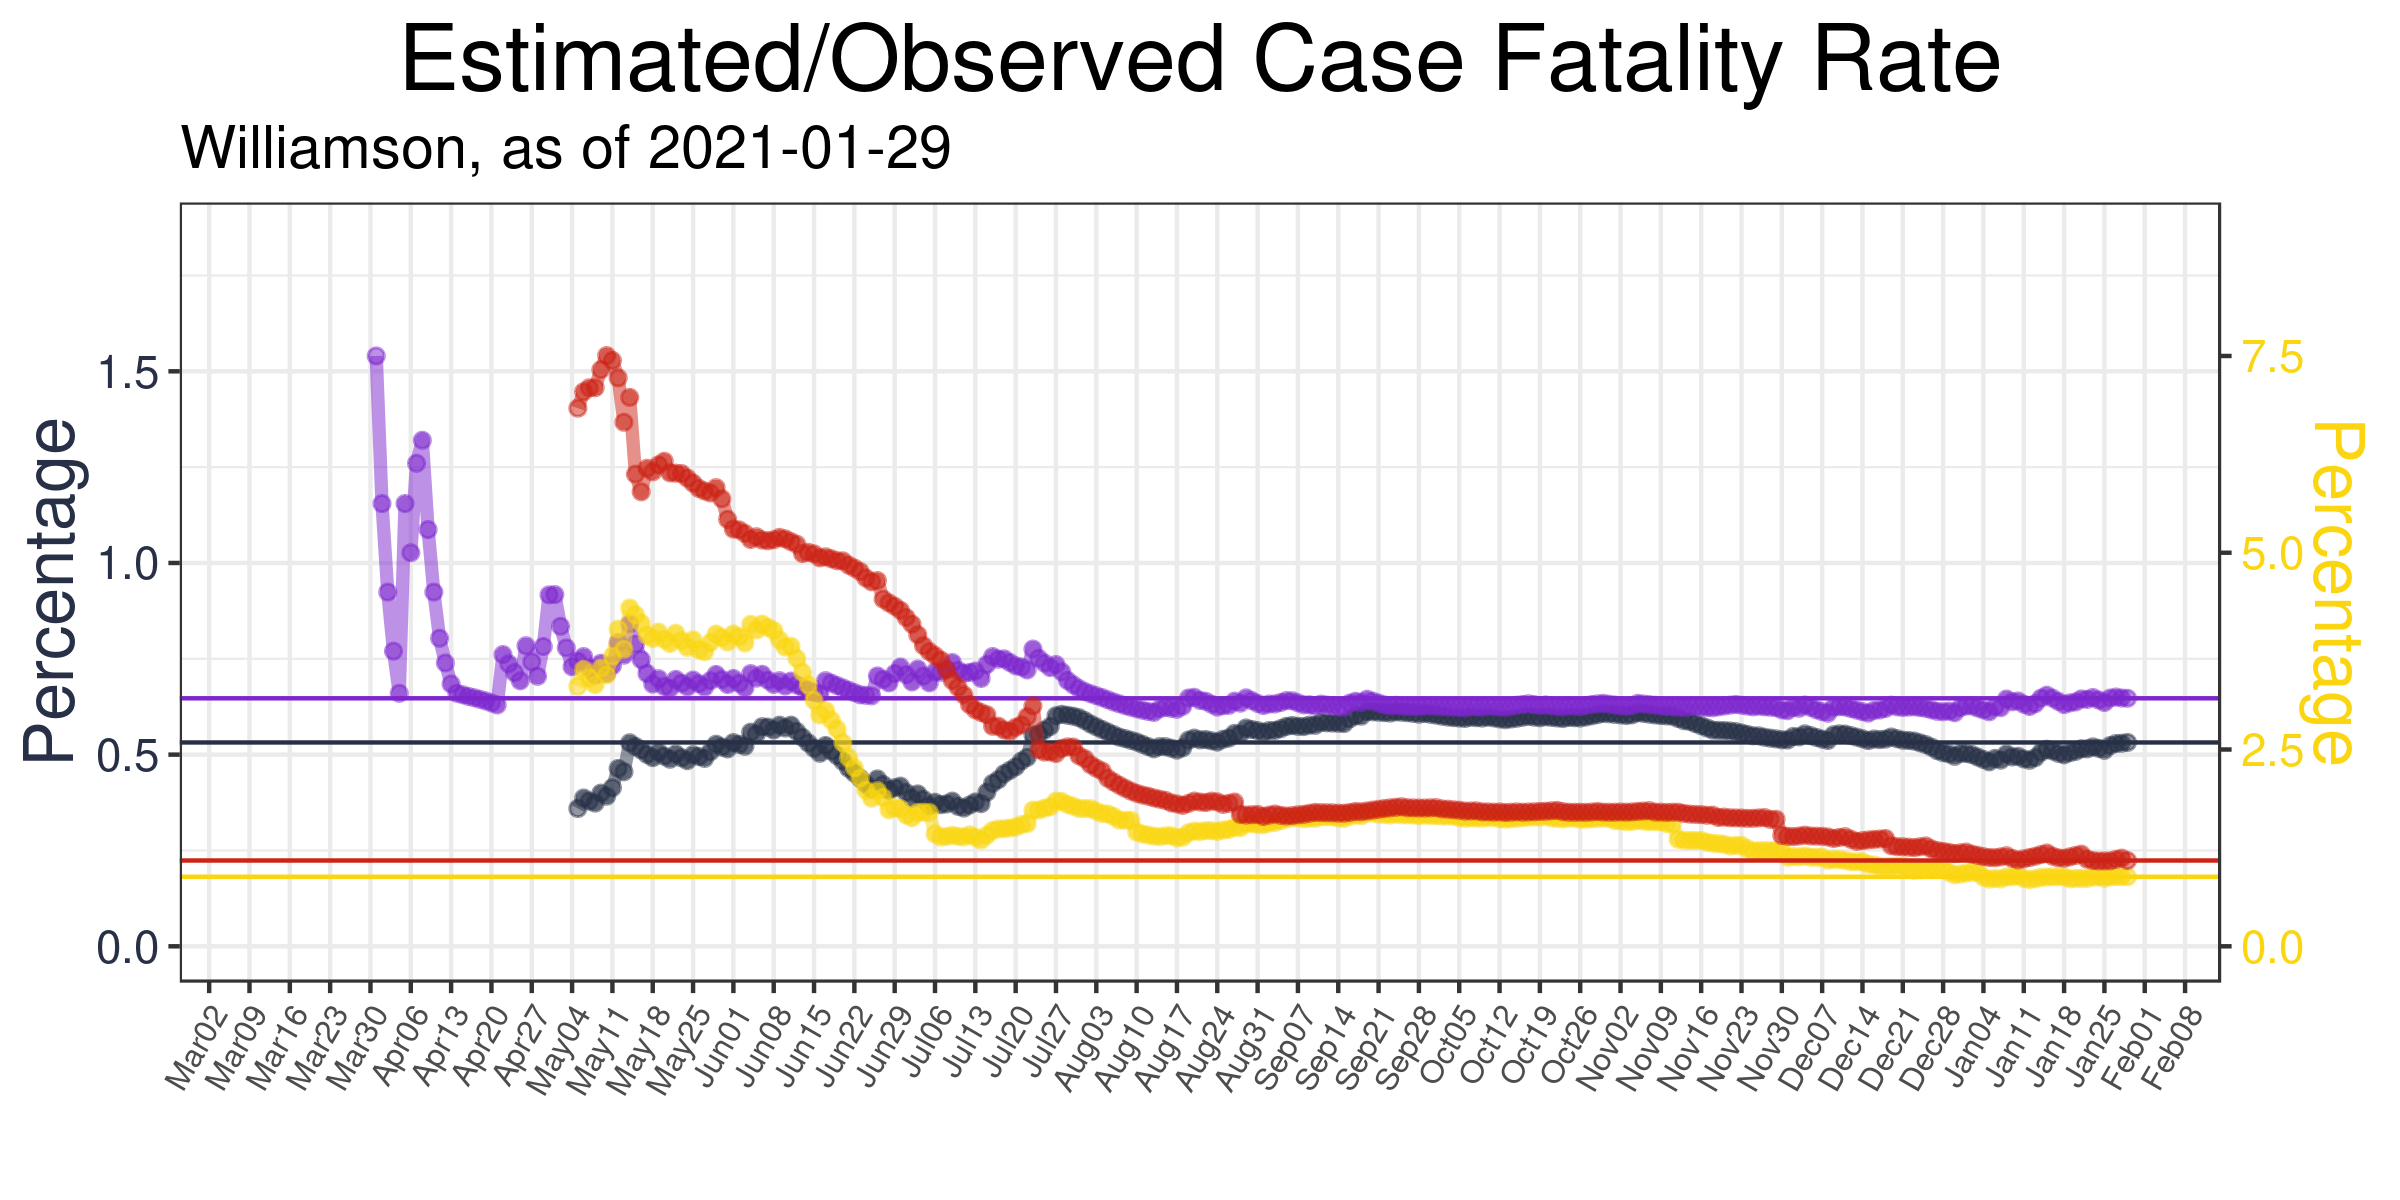 Estimated/Observed Case Fatality Rate
Williamson, as of 2021-01-29
Percentage
1.5
1.0
0.5
0.0
7.5
5.0
2.5
0.0
Percentage
Mar02
Mar09
Mar16
Mar23
Mar30
Apr06
Apr13
Apr20
Apr27
May04
May11
May18
May25
Jun01
Jun08
Jun15
Jun22
Jun29
Jul06
Jul13
Jul20
Jul27
Aug03
Aug10
Aug17
Aug24
Aug31
Sep07
Sep14
Sep21
Sep28
Oct05
Oct12
Oct19
Oct26
Nov02
Nov09
Nov16
Nov23
Nov30
Dec07
Dec14
Dec21
Dec28
Jan04
Jan11
Jan18
Jan25
Feb01
Feb08